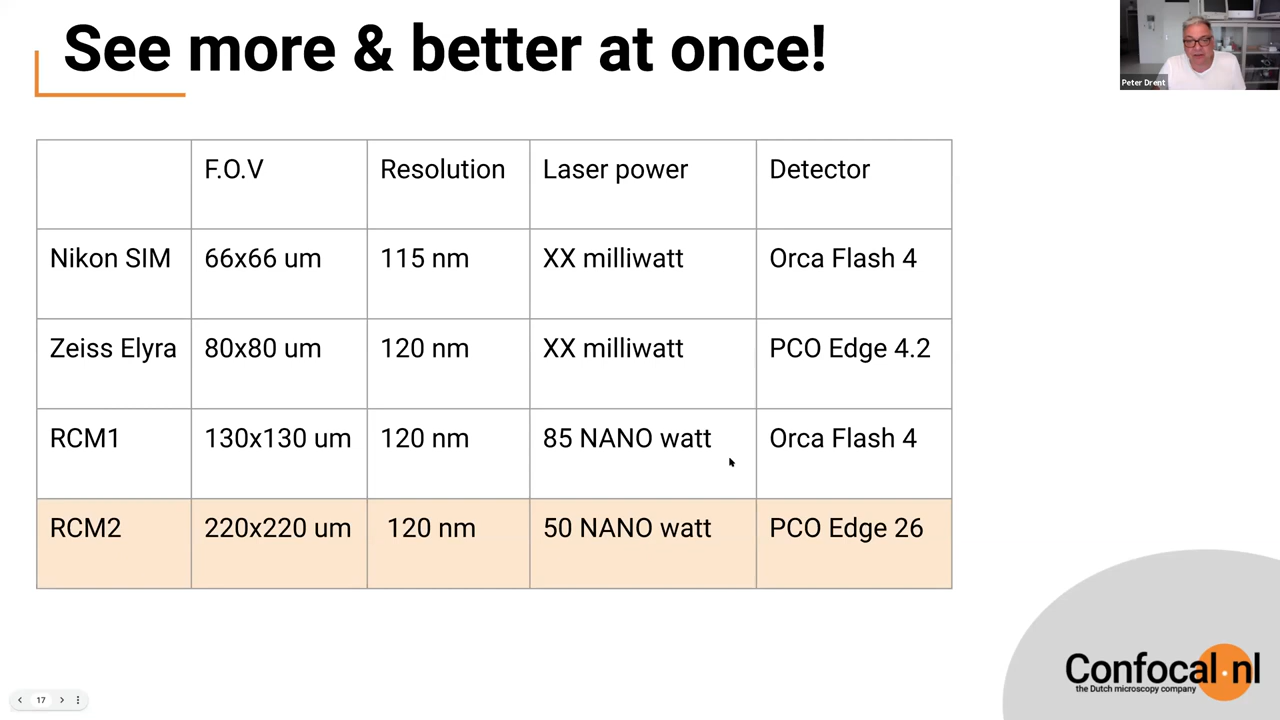 See more & better at once!
Peter Drent
F.O.V Resolution Laser power Detector
Nikon SIM 66x66 um 115 nm XX milliwatt Orca Flash 4
Zeiss Elyra 80x80 um 120 nm XX milliwatt PCO Edge 4.2
RCM1 130x130 um 120 nm 85 NANO watt Orca Flash 4
RCM2 220x220 um 120 nm 50 NANO watt PCO Edge 26
Confocal.nl
the Dutch microscopy company
17